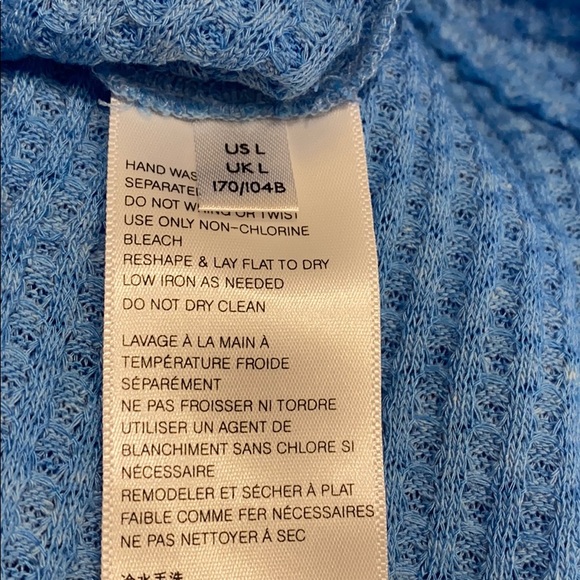 US L
UK L
170/104B
HAND WAS
SEPARATEL
DO NOT WRING OR TWIST
USE ONLY NON-CHLORINE
BLEACH
RESHAPE & LAY FLAT TO DRY
LOW IRON AS NEEDED
DO NOT DRY CLEAN
LAVAGE À LA MAIN À
TEMPÉRATURE FROIDE
SÉPARÉMENT
NE PAS FROISSER NI TORDRE
UTILISER UN AGENT DE
BLANCHIMENT SANS CHLORE SI
NÉCESSAIRE
REMODELER ET SÉCHER À PLAT
FAIBLE COMME FER NÉCESSAIRES
NE PAS NETTOYER À SEC
冷水手洗